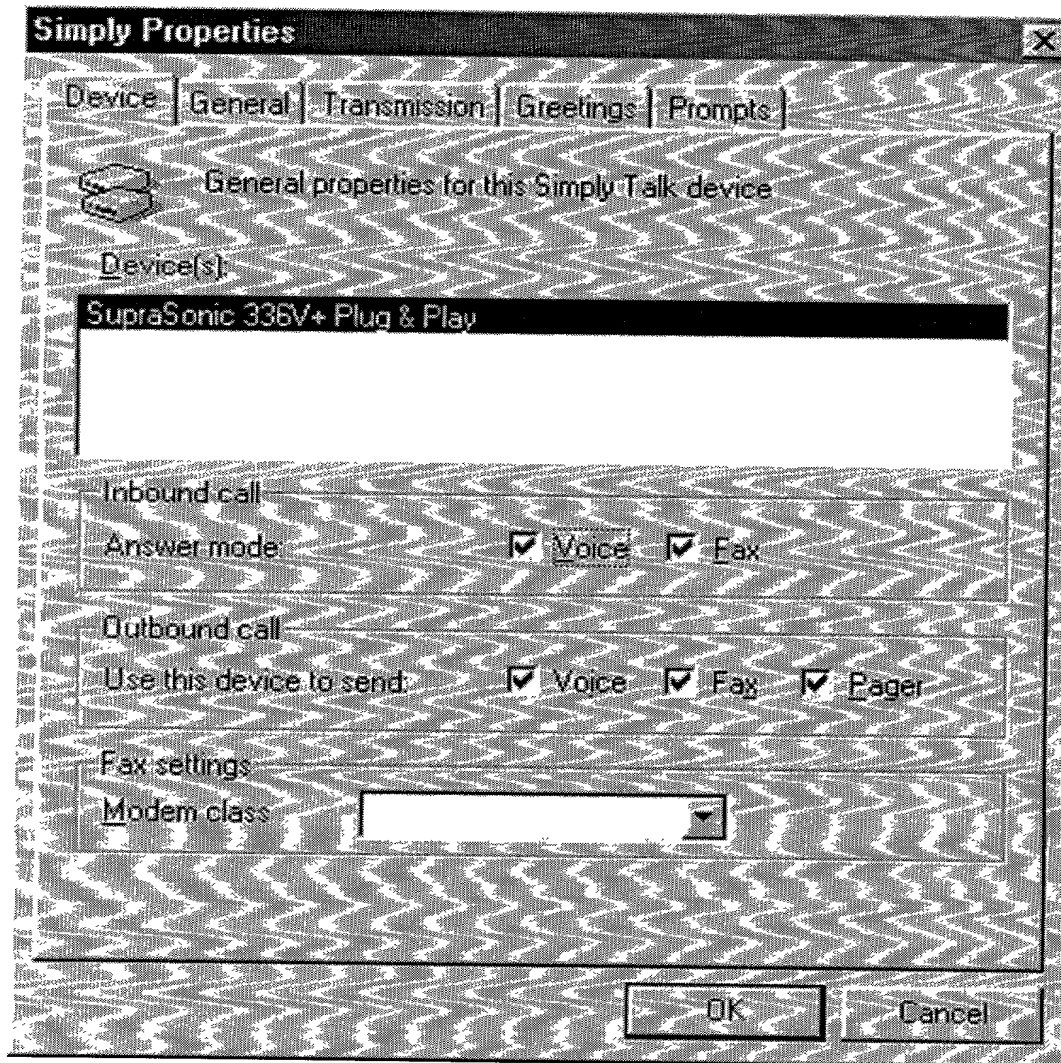 Simply Properties
Device General Transmission Greetings Prompts
General properties for this Simply Talk device
Device(s):
SupraSonic 336V+ Plug & Play
Inbound call
Answer mode: Voice Fax
Outbound call
Use this device to send: Voice Fax Pager
Fax settings
Modem class
OK Cancel